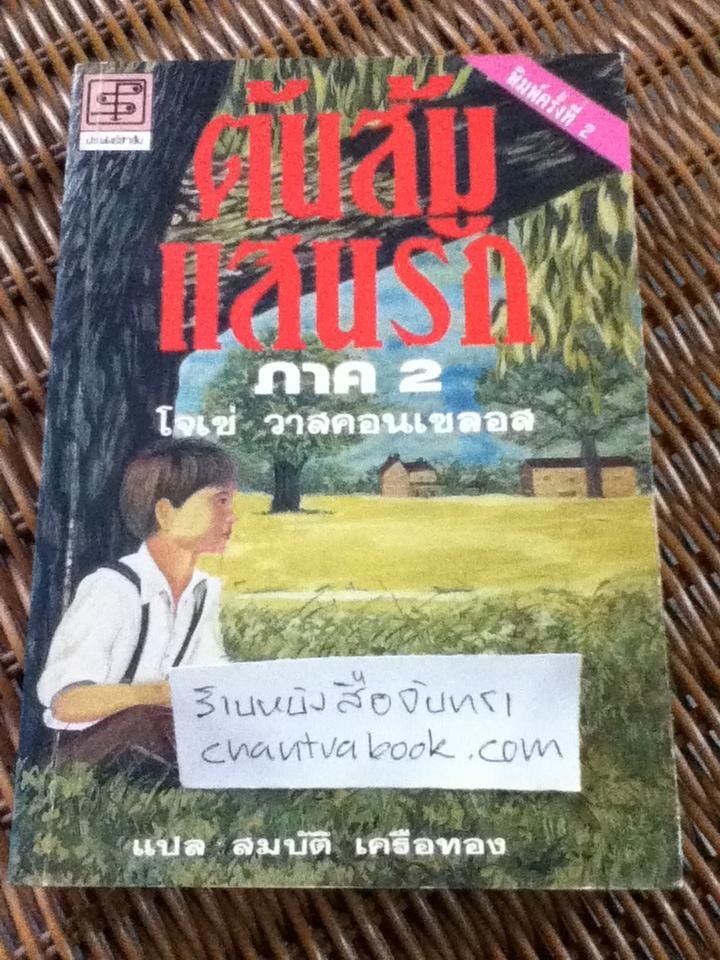 พิมพ์ครั้งที่ 2
ต้นส้ม
แสนรัก
ภาค 2
โจเซ่ วาสคอนเซลอส
ร้านหนังสือจันทรา
chantrabook.com
แปล สมบัติ เครือทอง